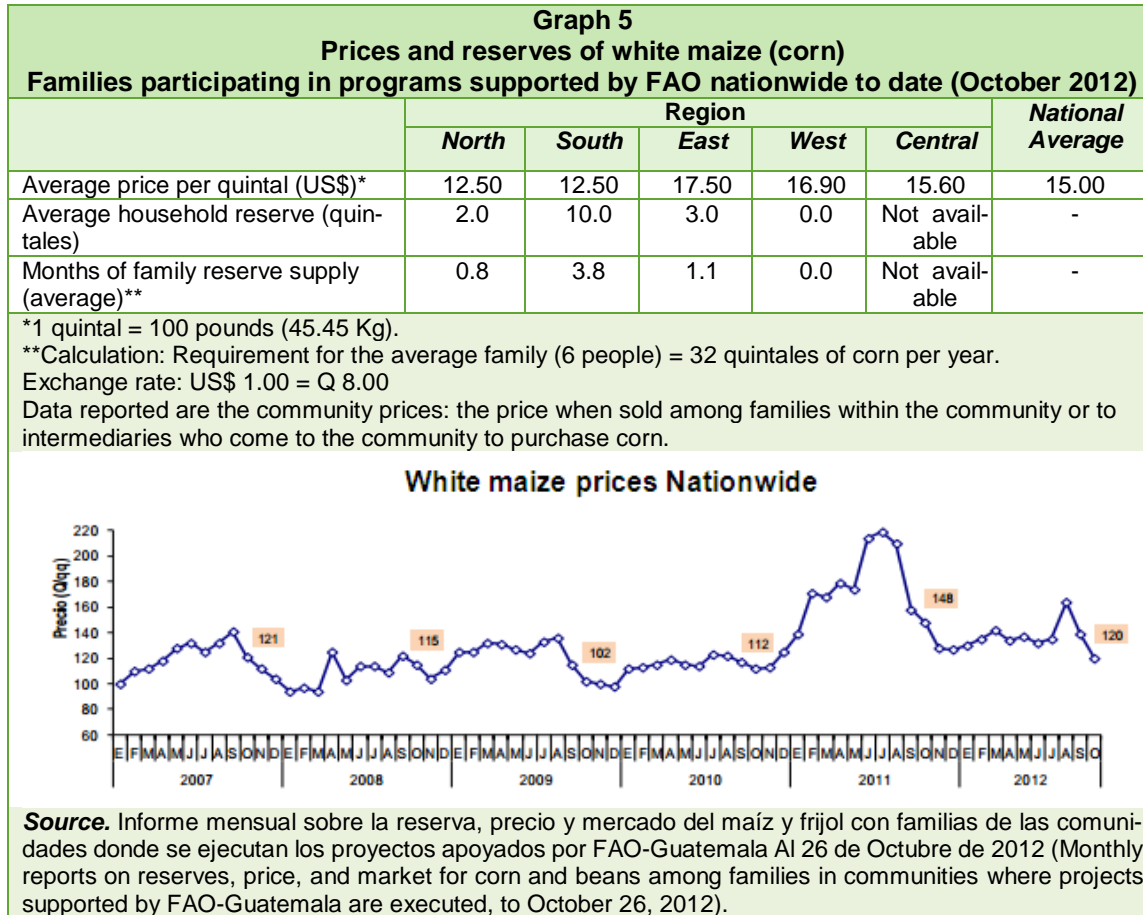 Graph 5
Prices and reserves of white maize (corn)
Families participating in programs supported by FAO nationwide to date (October 2012)
Region
National Average
North South East West Central
Average price per quintal (US$)* 12.50 12.50 17.50 16.90 15.60 15.00
Average household reserve (quin-
tales) 2.0 10.0 3.0 0.0 Not avail-
able -
Months of family reserve supply
(average)** 0.8 3.8 1.1 0.0 Not avail-
able -
*1 quintal = 100 pounds (45.45 Kg).
**Calculation: Requirement for the average family (6 people) = 32 quintales of corn per year.
Exchange rate: US$ 1.00 = Q 8.00
Data reported are the community prices: the price when sold among families within the community or to
intermediaries who come to the community to purchase corn.
White maize prices Nationwide
Precio (Q/qq)
220
200
180
160
140
120
100
80
60
121
115
102
112
148
120
E F M A M J J A S O N D E F M A M J J A S O N D E F M A M J J A S O N D E F M A M J J A S O N D E F M A M J J A S O N D E F M A M J J A S O
2007 2008 2009 2010 2011 2012
Source. Informe mensual sobre la reserva, precio y mercado del maíz y frijol con familias de las comuni-
dades donde se ejecutan los proyectos apoyados por FAO-Guatemala Al 26 de Octubre de 2012 (Monthly
reports on reserves, price, and market for corn and beans among families in communities where projects
supported by FAO-Guatemala are executed, to October 26, 2012).